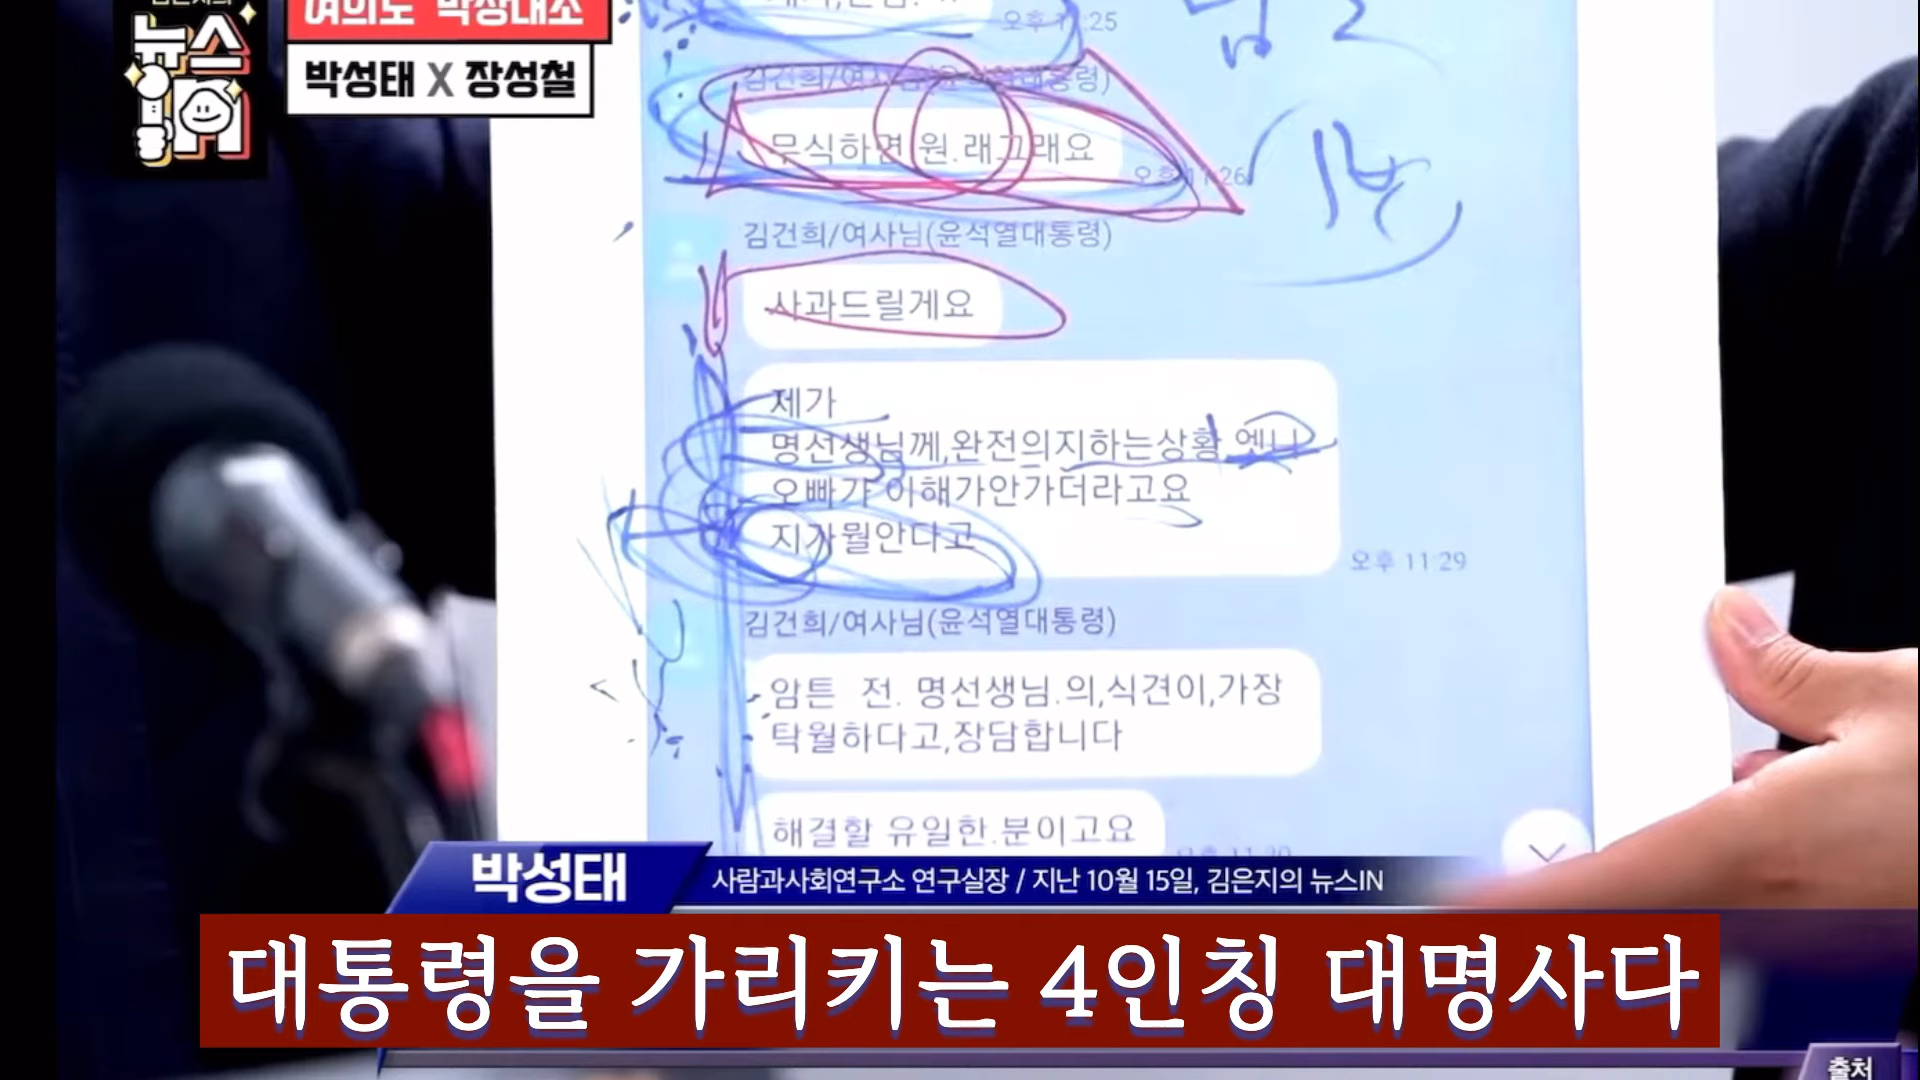 뉴스
IN
여의도 박장대소
박성태 X 장성철
오후 11:25
김건희/여사님(윤석열대통령)
무식하면 원.래그래요
오후 11:26
김건희/여사님(윤석열대통령)
사과드릴게요
제가
명선생님께,완전의지하는상황 엔
오빠가 이해가안가더라고요
지가뭘안다고
오후 11:29
김건희/여사님(윤석열대통령)
암튼 전. 명선생님.의,식견이,가장
탁월하다고,장담합니다
해결할 유일한.분이고요
박성태
사람과사회연구소 연구실장 / 지난 10월 15일, 김은지의 뉴스IN
대통령을 가리키는 4인칭 대명사다
출처